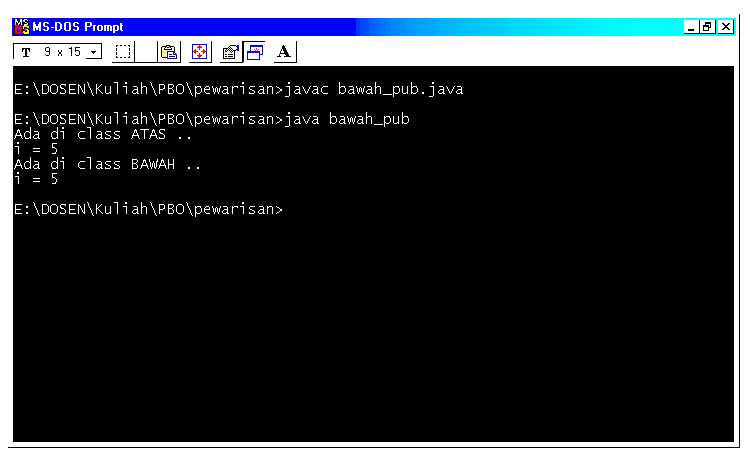 MS-DOS Prompt
T 9 x 15 A
E:\DOSEN\Kuliah\PBO\pewarisan>javac bawah_pub.java
E:\DOSEN\Kuliah\PBO\pewarisan>java bawah_pub
Ada di class ATAS ..
i = 5
Ada di class BAWAH ..
i = 5
E:\DOSEN\Kuliah\PBO\pewarisan>